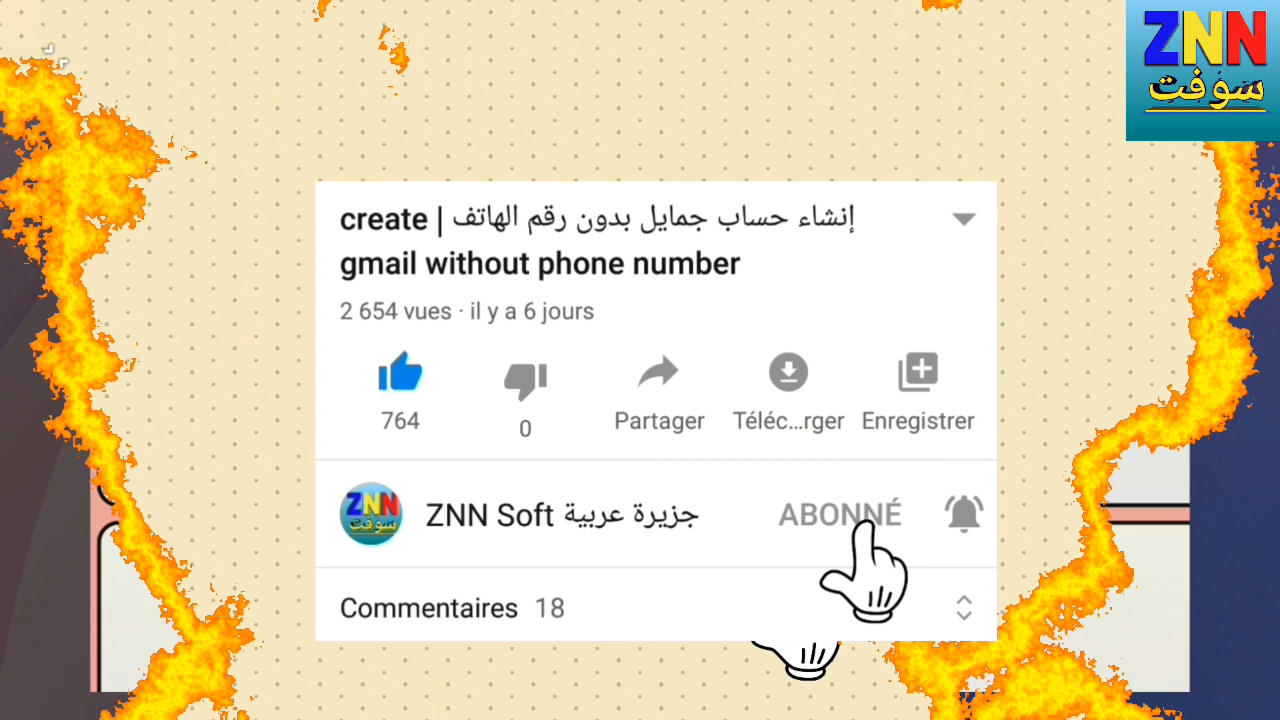 ZNN
سوفت
create | إنشاء حساب جمايل بدون رقم الهاتف
gmail without phone number
2 654 vues · il y a 6 jours
764
0
Partager
Téléc...rger
Enregistrer
ZNN
سوفت
ZNN Soft جزيرة عربية
ABONNÉ
Commentaires 18